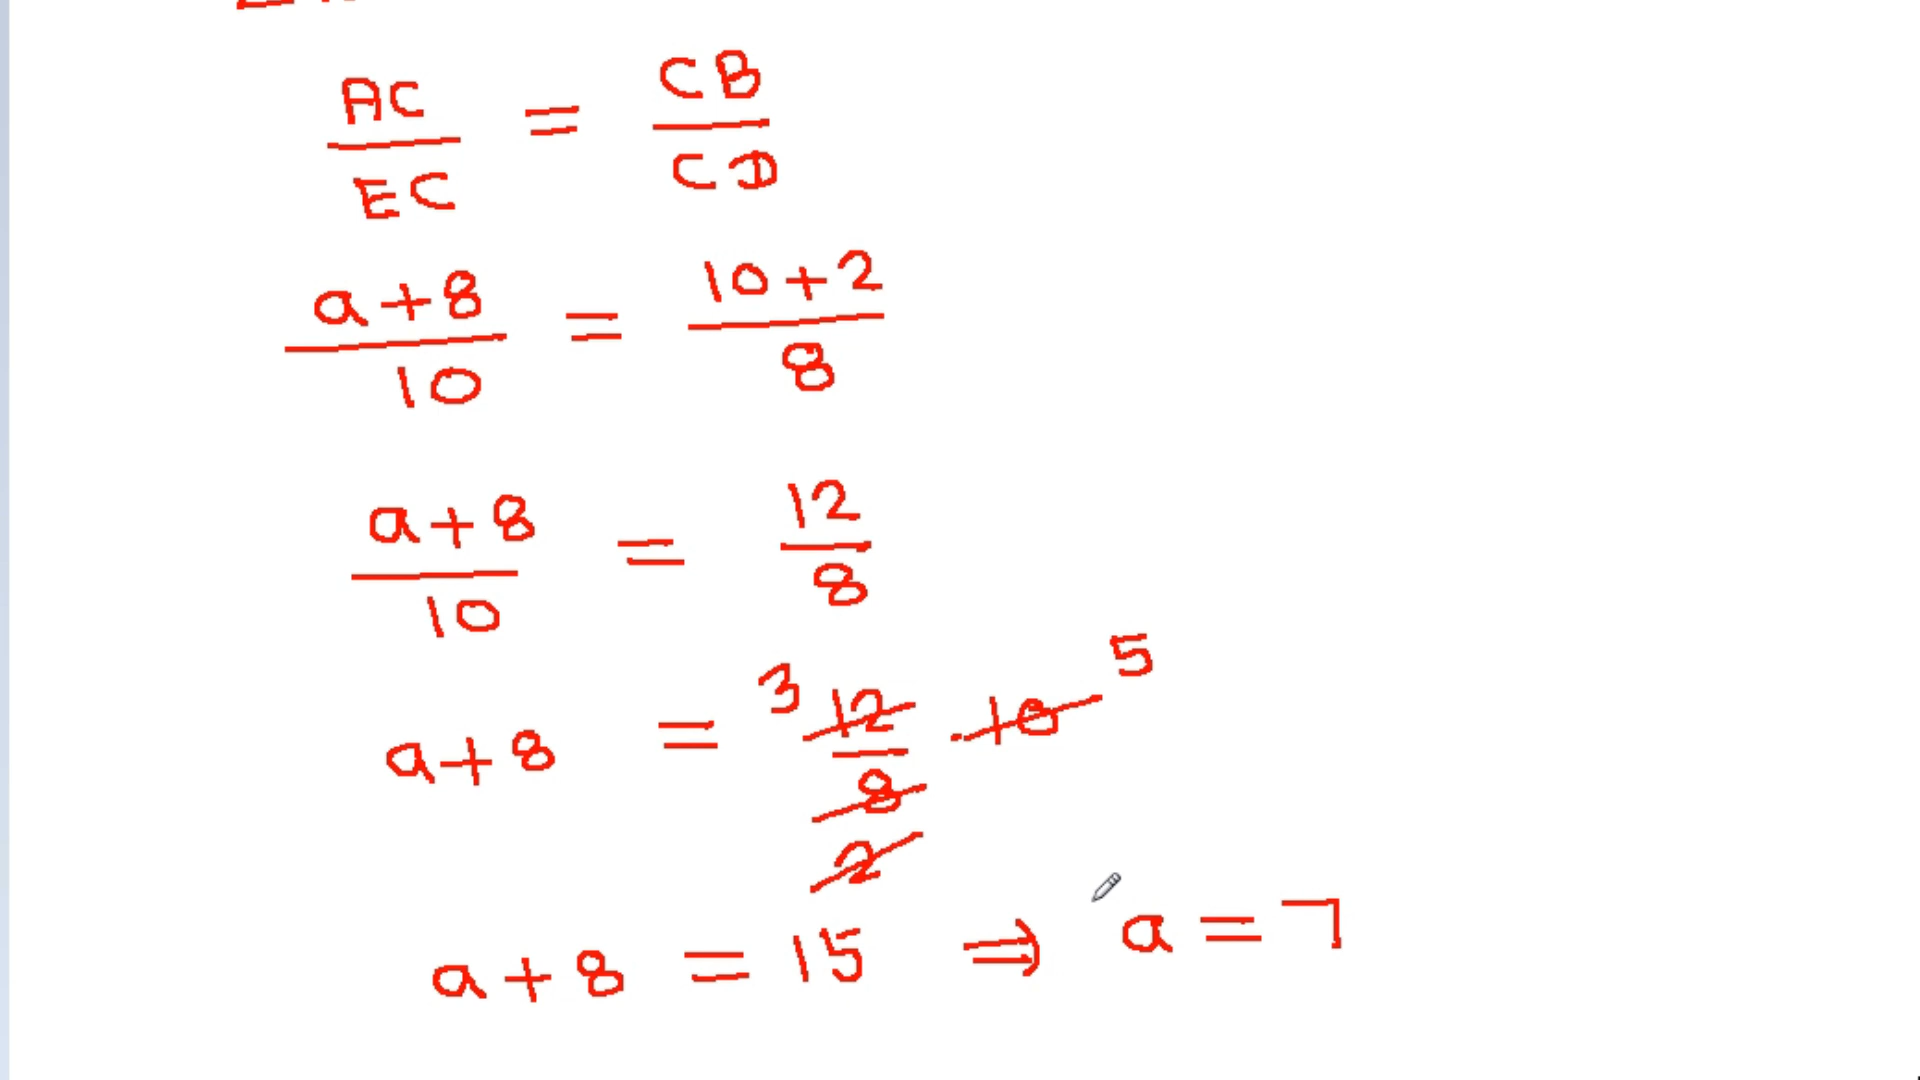 AC/EC = CB/CD
a+8/10 = 10+2/8
a+8/10 = 12/8
a+8 = 3 12/8 . 10 5
2
a+8 = 15 ⇒ a = 7